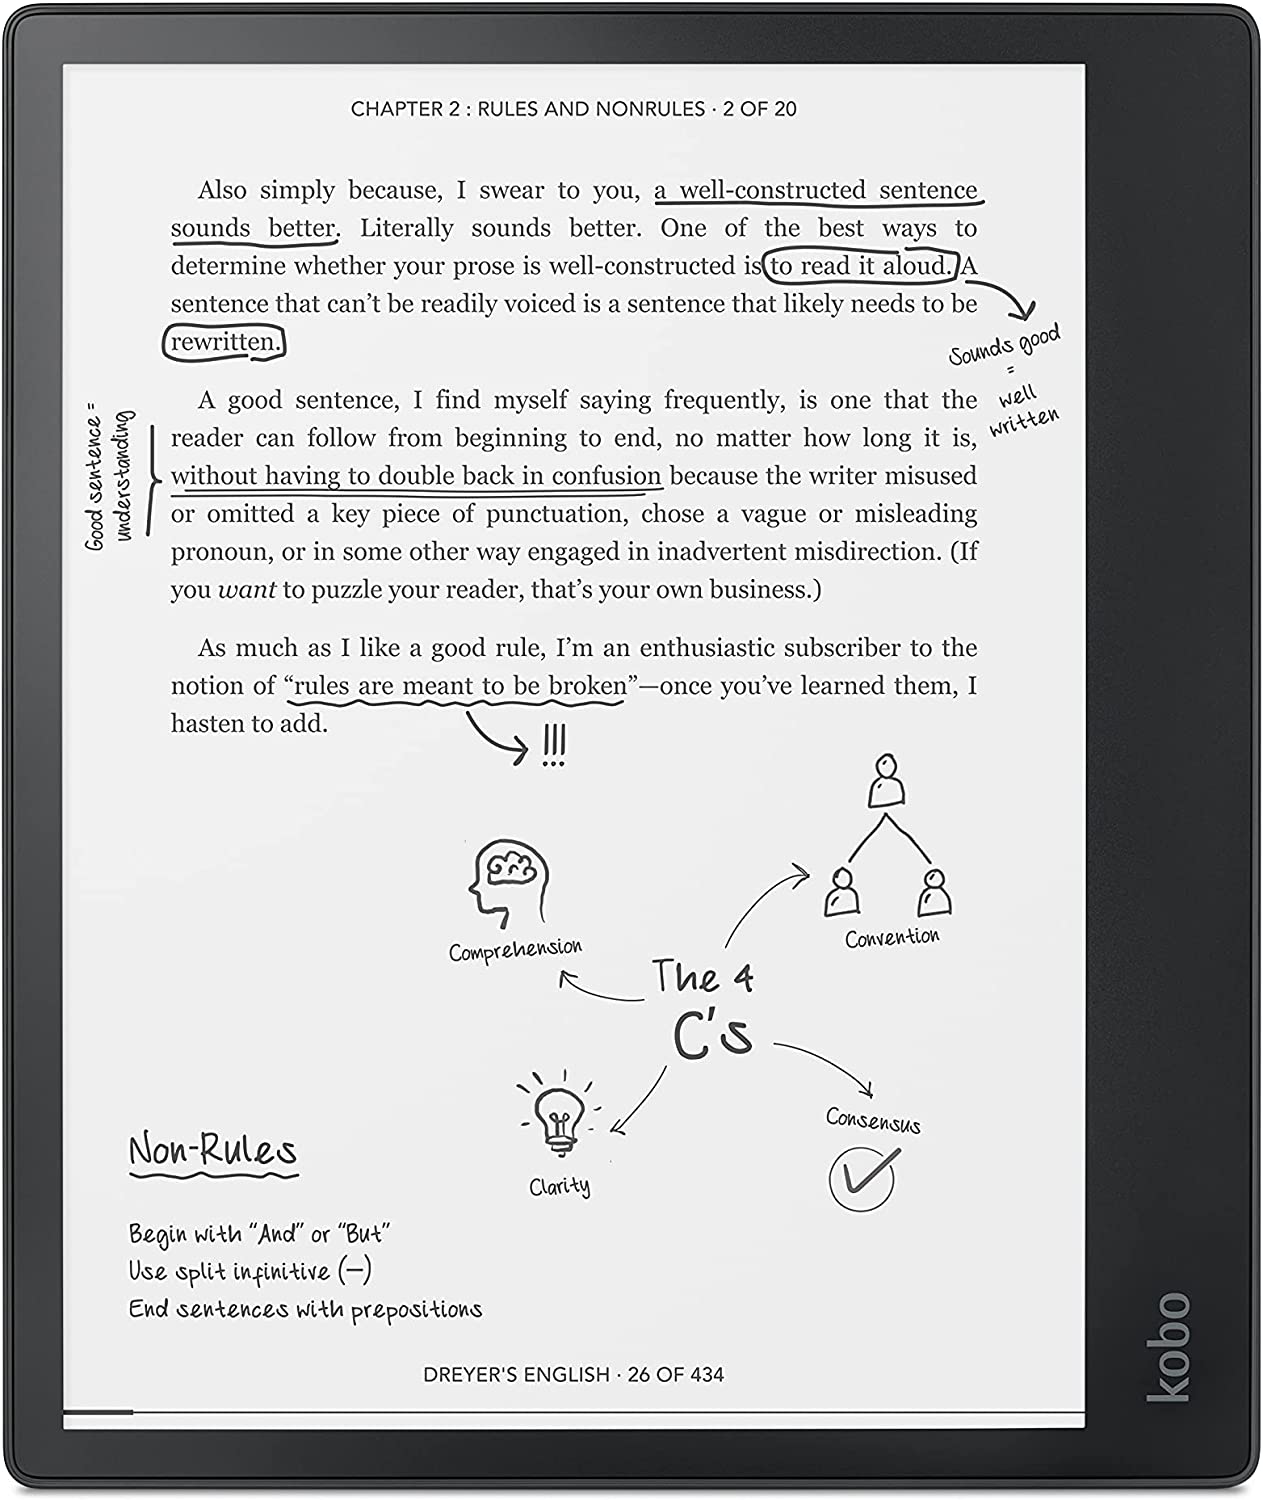 CHAPTER 2 : RULES AND NONRULES · 2 OF 20
Also simply because, I swear to you, a well-constructed sentence
sounds better. Literally sounds better. One of the best ways to
determine whether your prose is well-constructed is to read it aloud. A
sentence that can’t be readily voiced is a sentence that likely needs to be
rewritten.
Sounds good
=
well
written
A good sentence, I find myself saying frequently, is one that the
reader can follow from beginning to end, no matter how long it is,
without having to double back in confusion because the writer misused
or omitted a key piece of punctuation, chose a vague or misleading
pronoun, or in some other way engaged in inadvertent misdirection. (If
you want to puzzle your reader, that’s your own business.)
Good sentence =
understanding
As much as I like a good rule, I’m an enthusiastic subscriber to the
notion of “rules are meant to be broken”—once you’ve learned them, I
hasten to add.
!!!
The 4
C's
Comprehension
Convention
Clarity
Consensus
Non-Rules
Begin with “And” or “But”
Use split infinitive (—)
End sentences with prepositions
DREYER'S ENGLISH · 26 OF 434
kobo